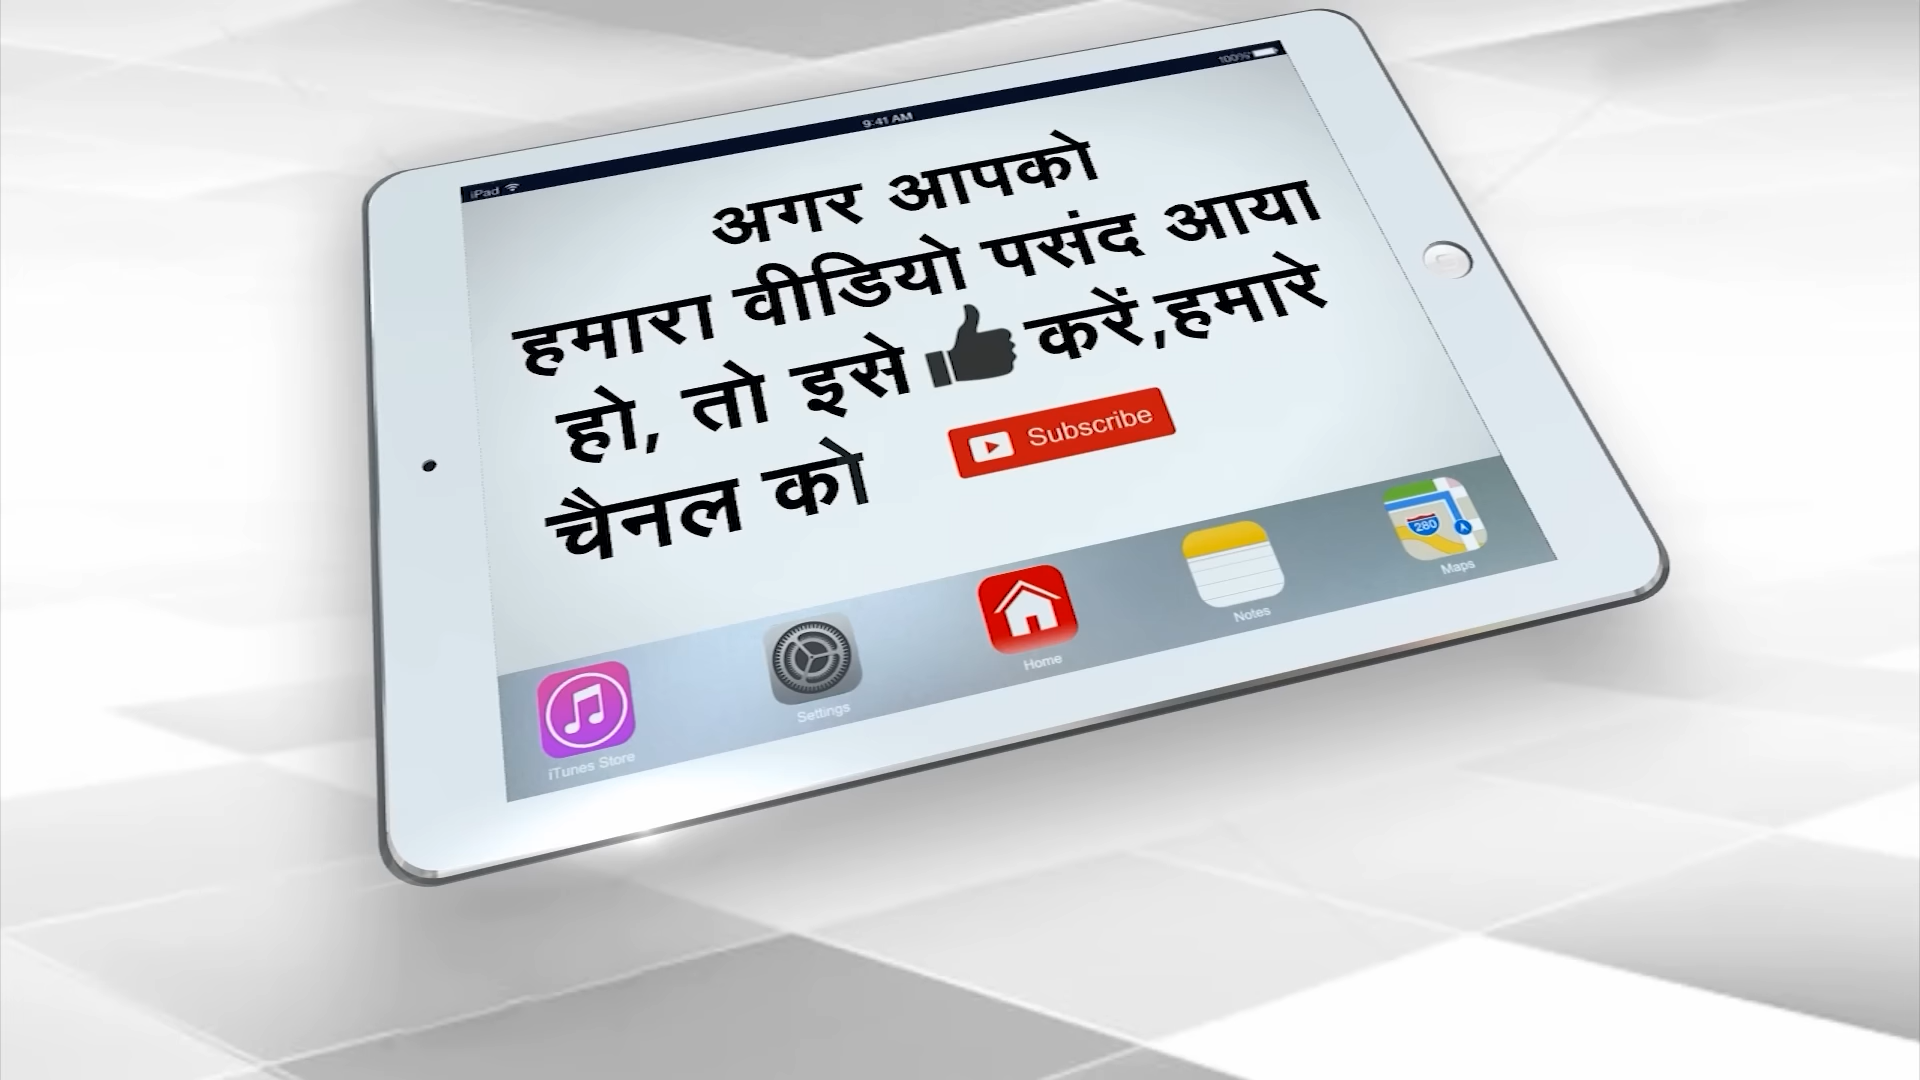 iPad
9:41 AM
100%
अगर आपको
हमारा वीडियो पसंद आया
हो, तो इसे करें,हमारे
चैनल को Subscribe
iTunes Store
Settings
Home
Notes
280
Maps